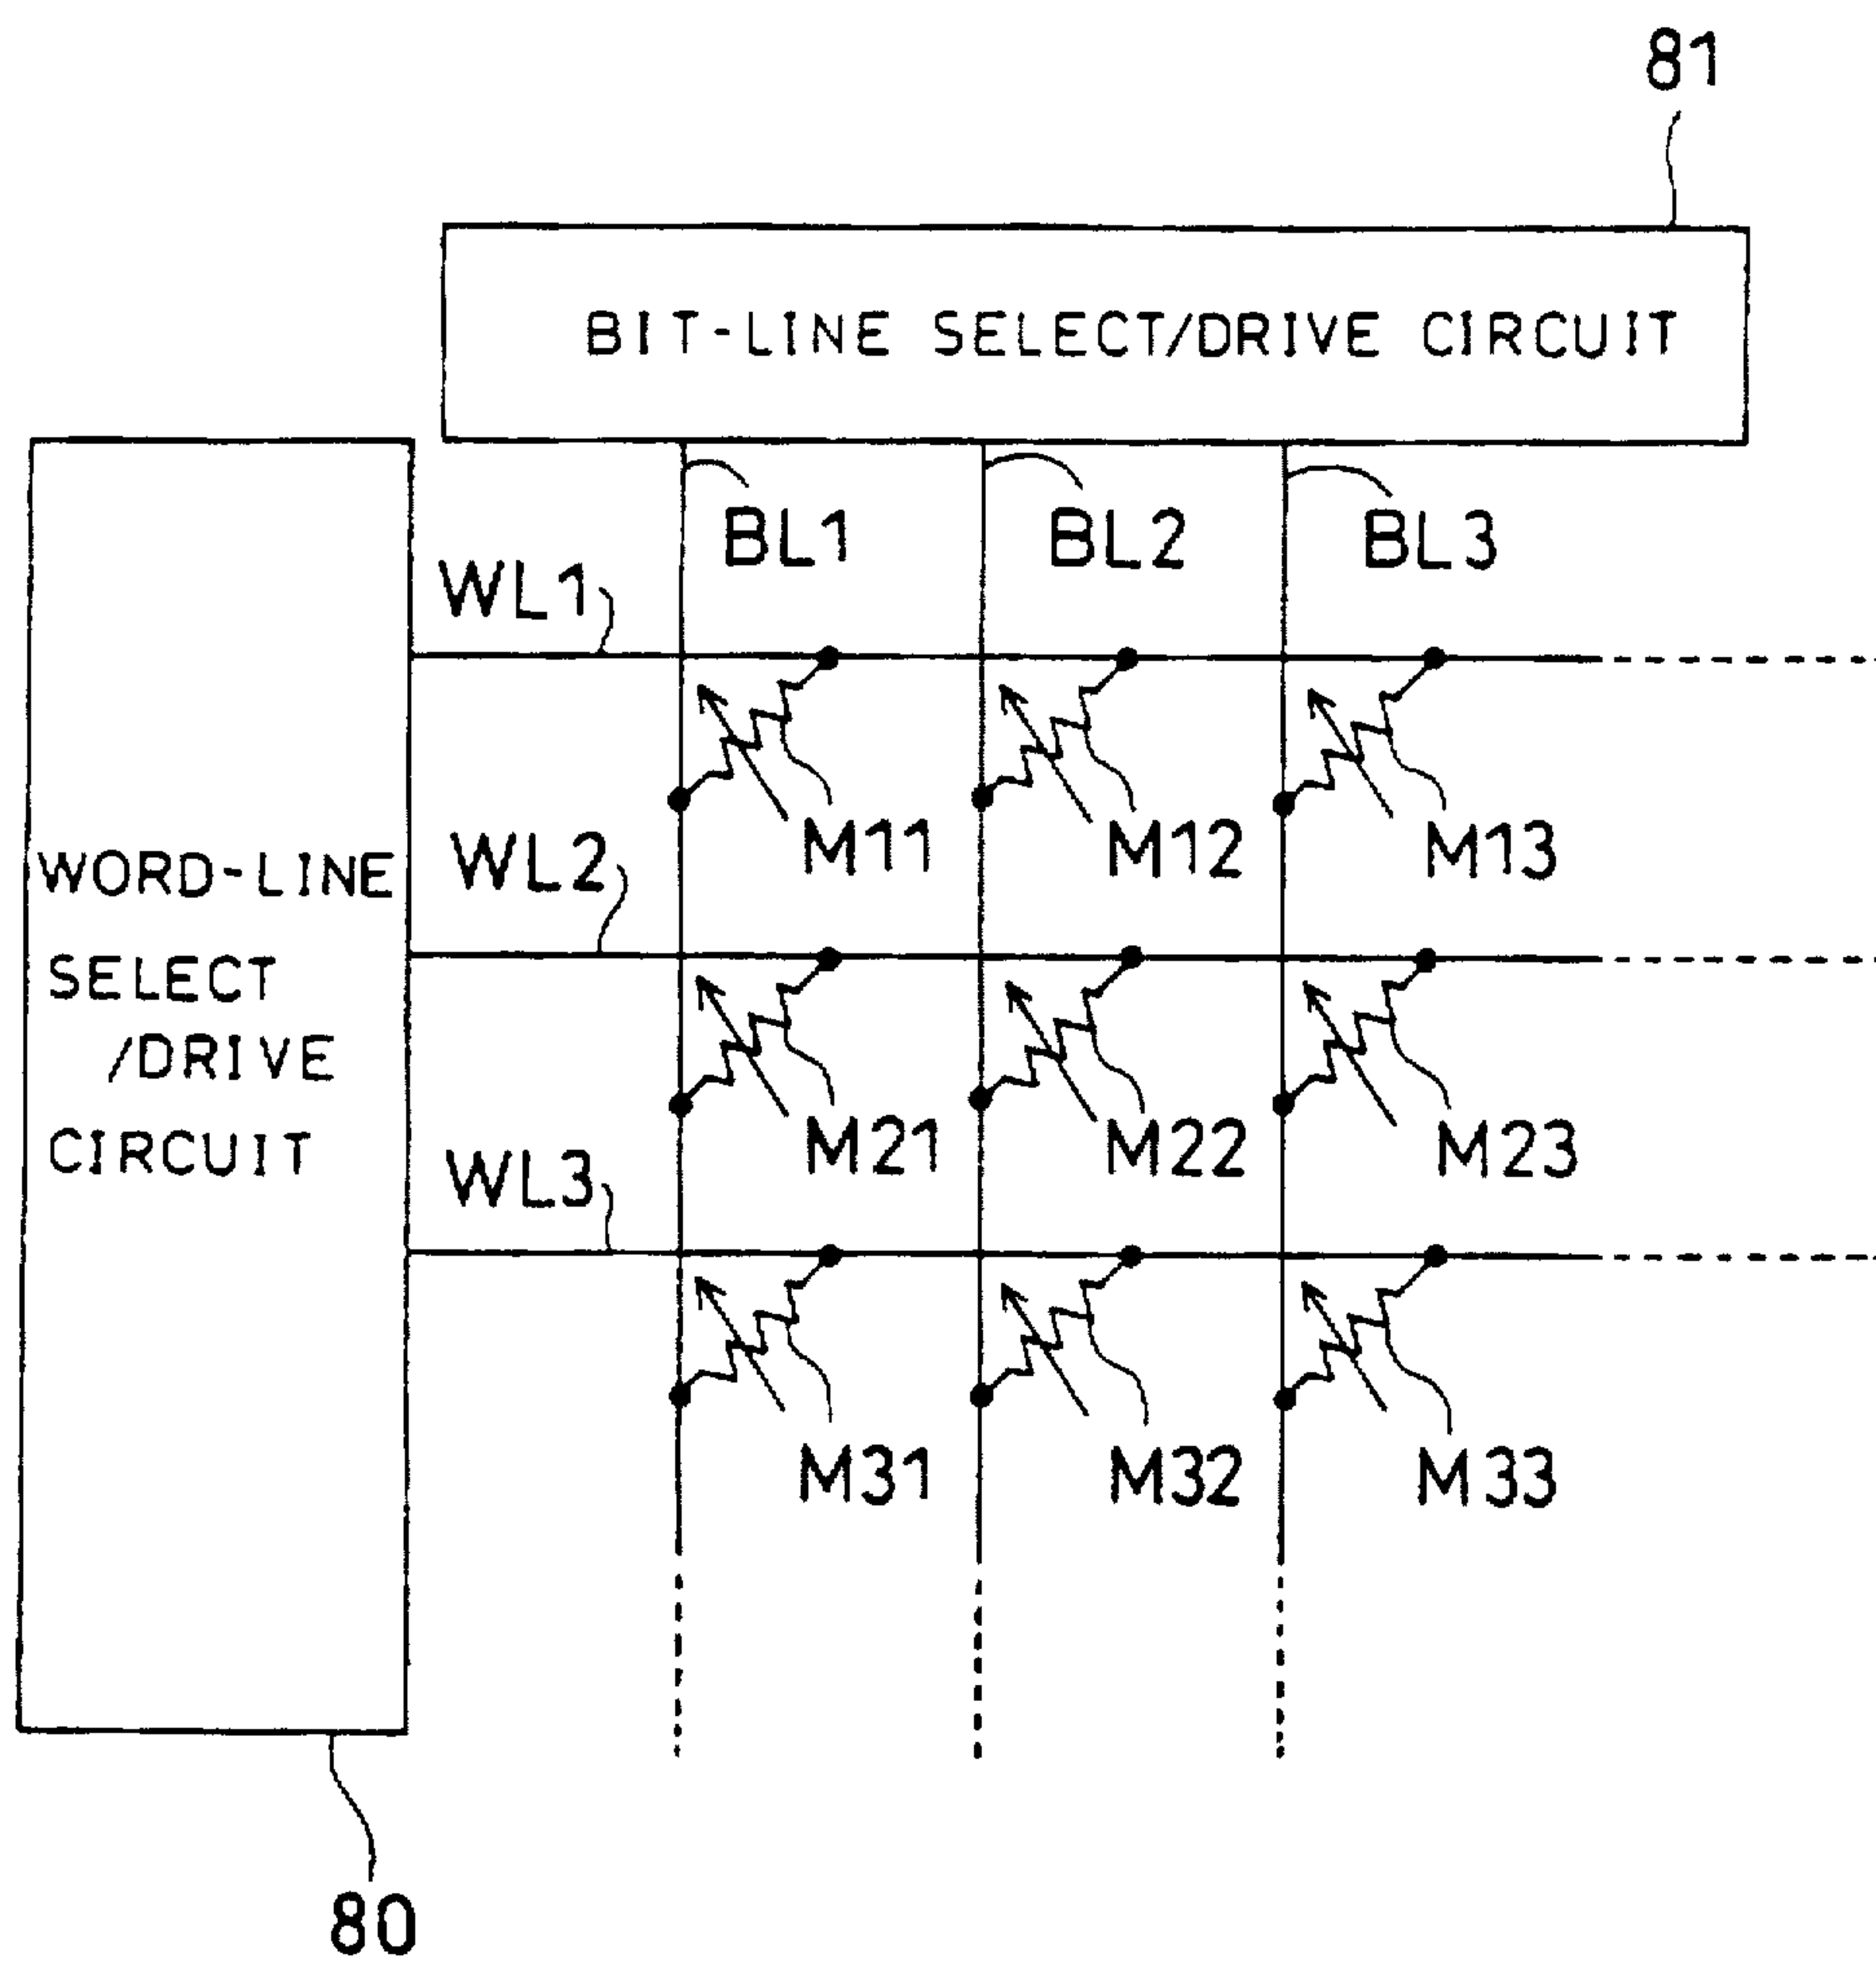 81
BIT-LINE SELECT/DRIVE CIRCUIT
BL1 BL2 BL3
WL1
M11 M12 M13
WORD-LINE
SELECT
/DRIVE
CIRCUIT
WL2
M21 M22 M23
WL3
M31 M32 M33
80